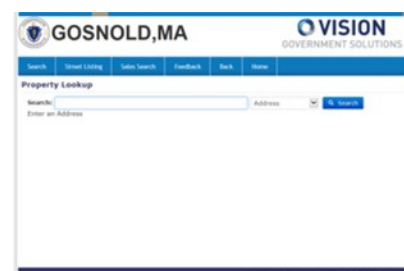 GOSNOLD,MA
VISION
GOVERNMENT SOLUTIONS
Search Street Listing Sales Search Feedback Back Home
Property Lookup
Search: Address Search
Enter an Address